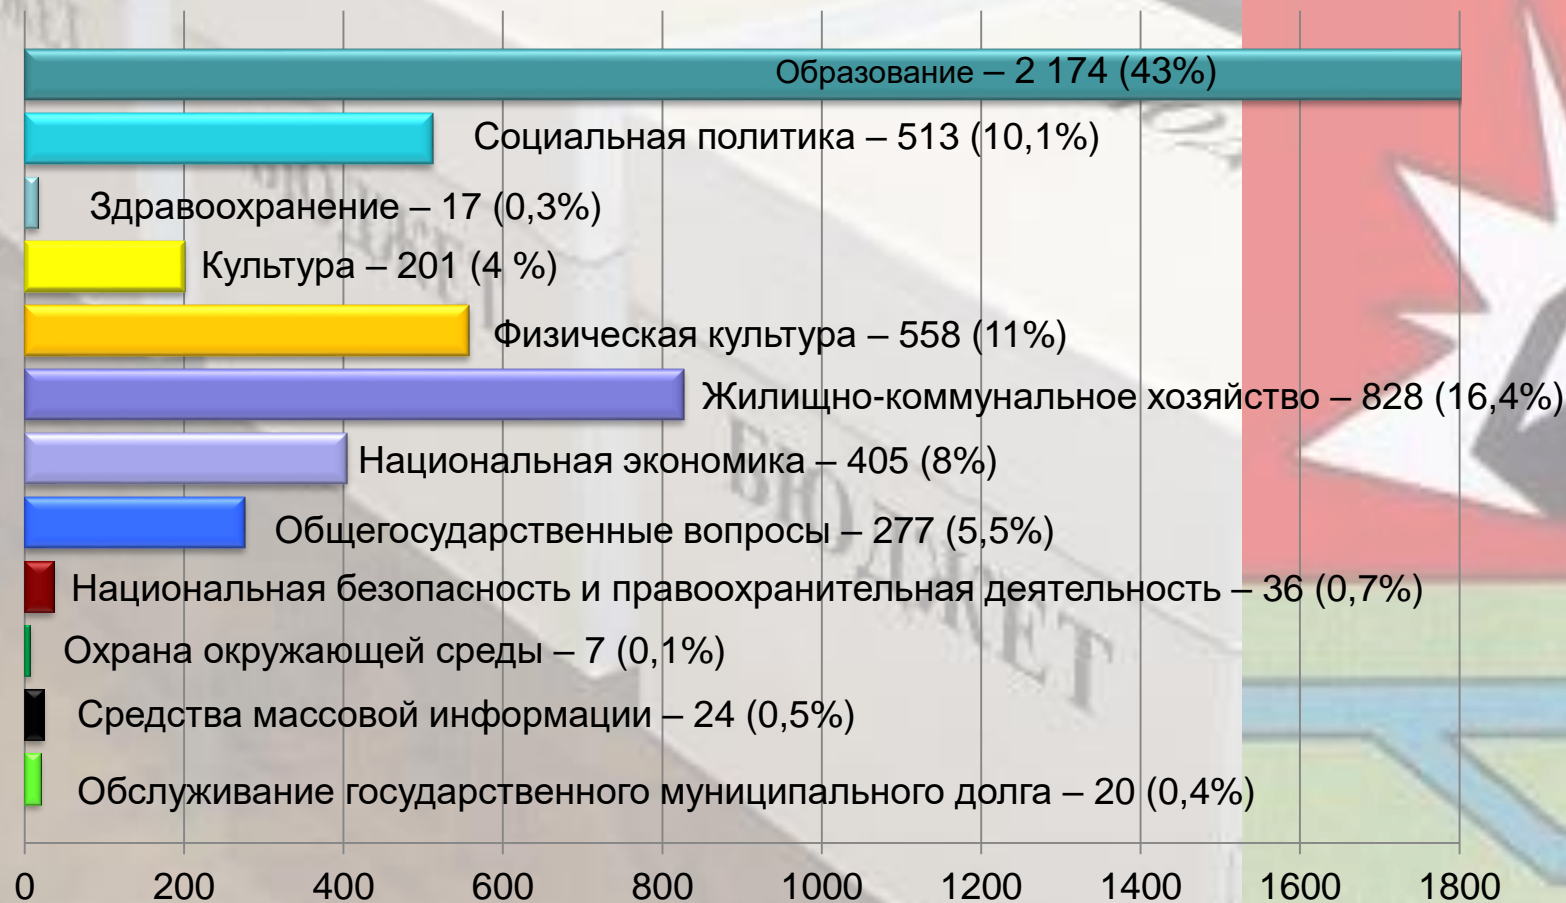 Образование – 2 174 (43%)
Социальная политика – 513 (10,1%)
Здравоохранение – 17 (0,3%)
Культура – 201 (4 %)
Физическая культура – 558 (11%)
Жилищно-коммунальное хозяйство – 828 (16,4%)
Национальная экономика – 405 (8%)
Общегосударственные вопросы – 277 (5,5%)
Национальная безопасность и правоохранительная деятельность – 36 (0,7%)
Охрана окружающей среды – 7 (0,1%)
Средства массовой информации – 24 (0,5%)
Обслуживание государственного муниципального долга – 20 (0,4%)
0 200 400 600 800 1000 1200 1400 1600 1800
БЮДЖЕТ
БЮДЖЕТ